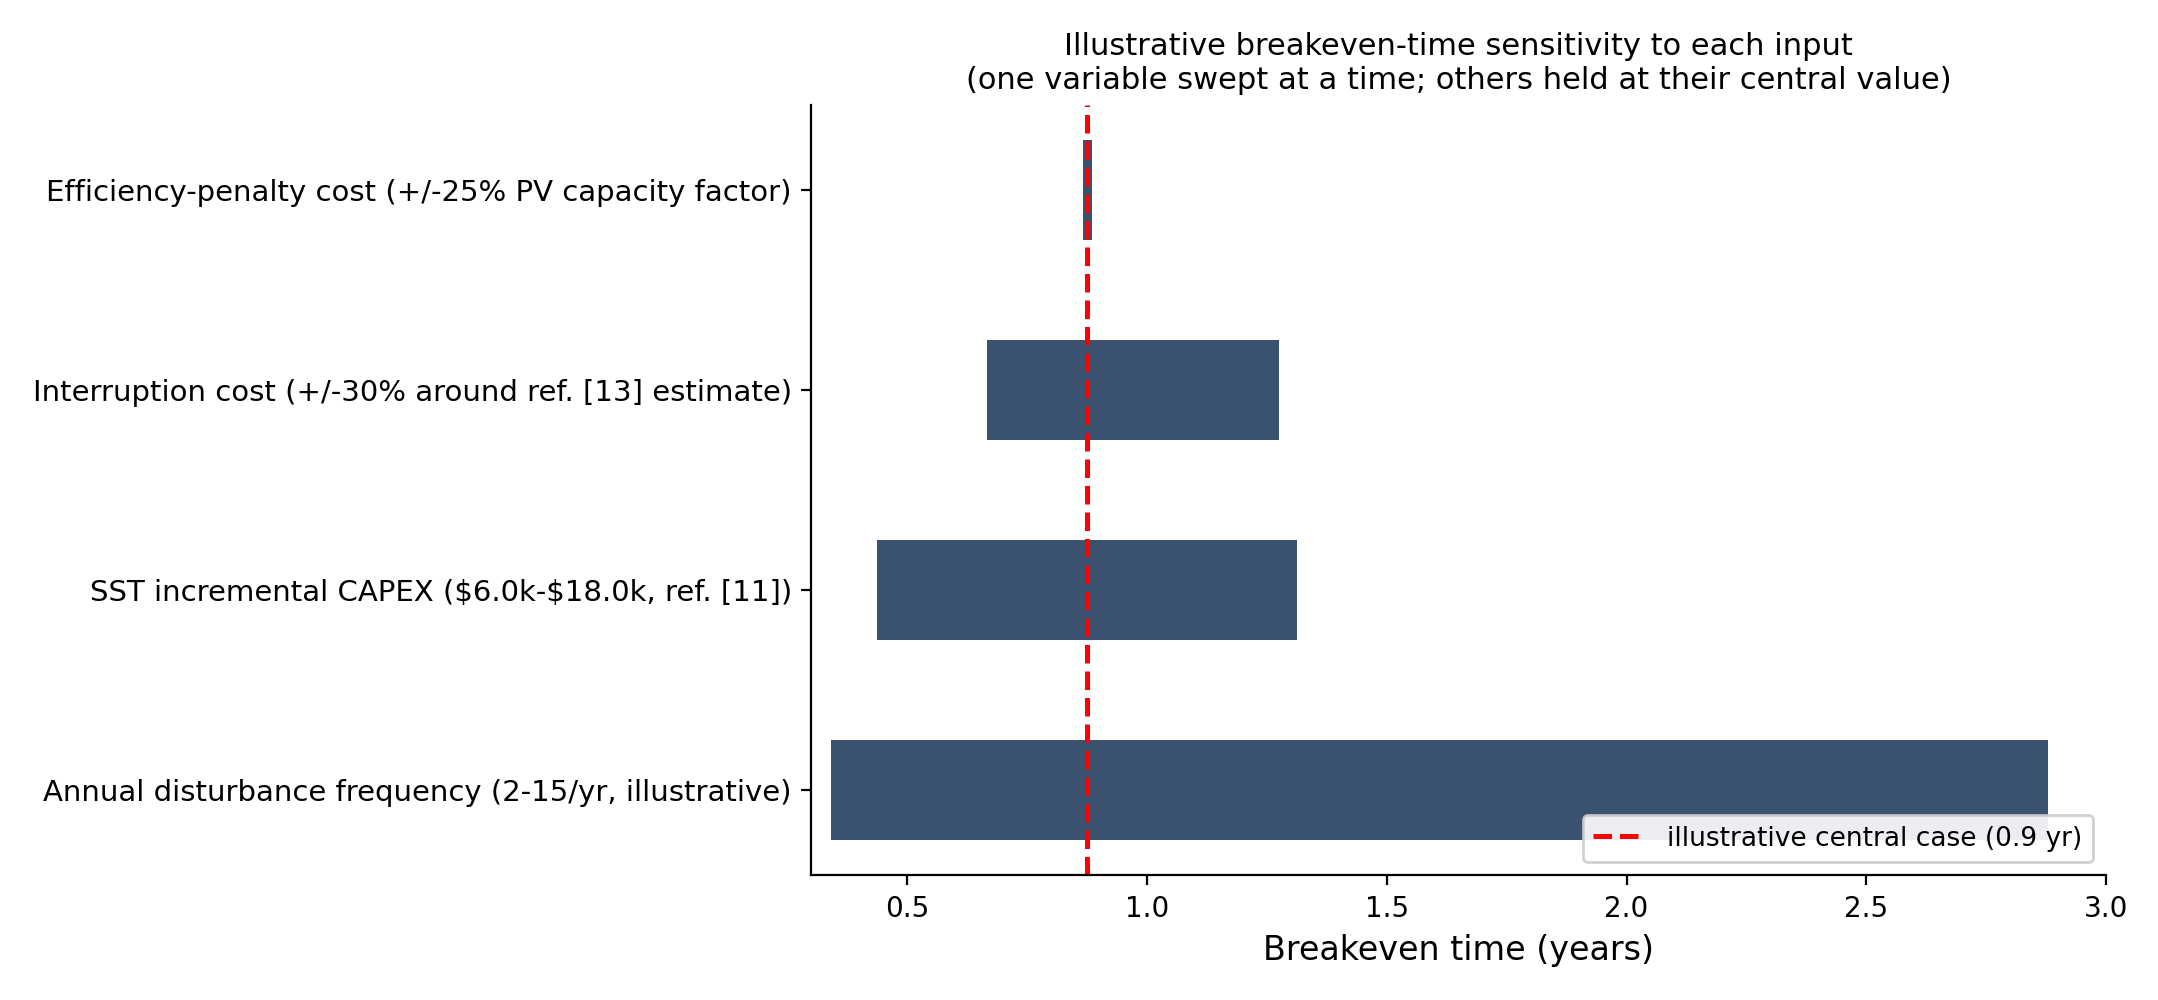 Illustrative breakeven-time sensitivity to each input
(one variable swept at a time; others held at their central value)
Efficiency-penalty cost (+/-25% PV capacity factor)
Interruption cost (+/-30% around ref. [13] estimate)
SST incremental CAPEX ($6.0k-$18.0k, ref. [11])
Annual disturbance frequency (2-15/yr, illustrative)
illustrative central case (0.9 yr)
0.5 1.0 1.5 2.0 2.5 3.0
Breakeven time (years)